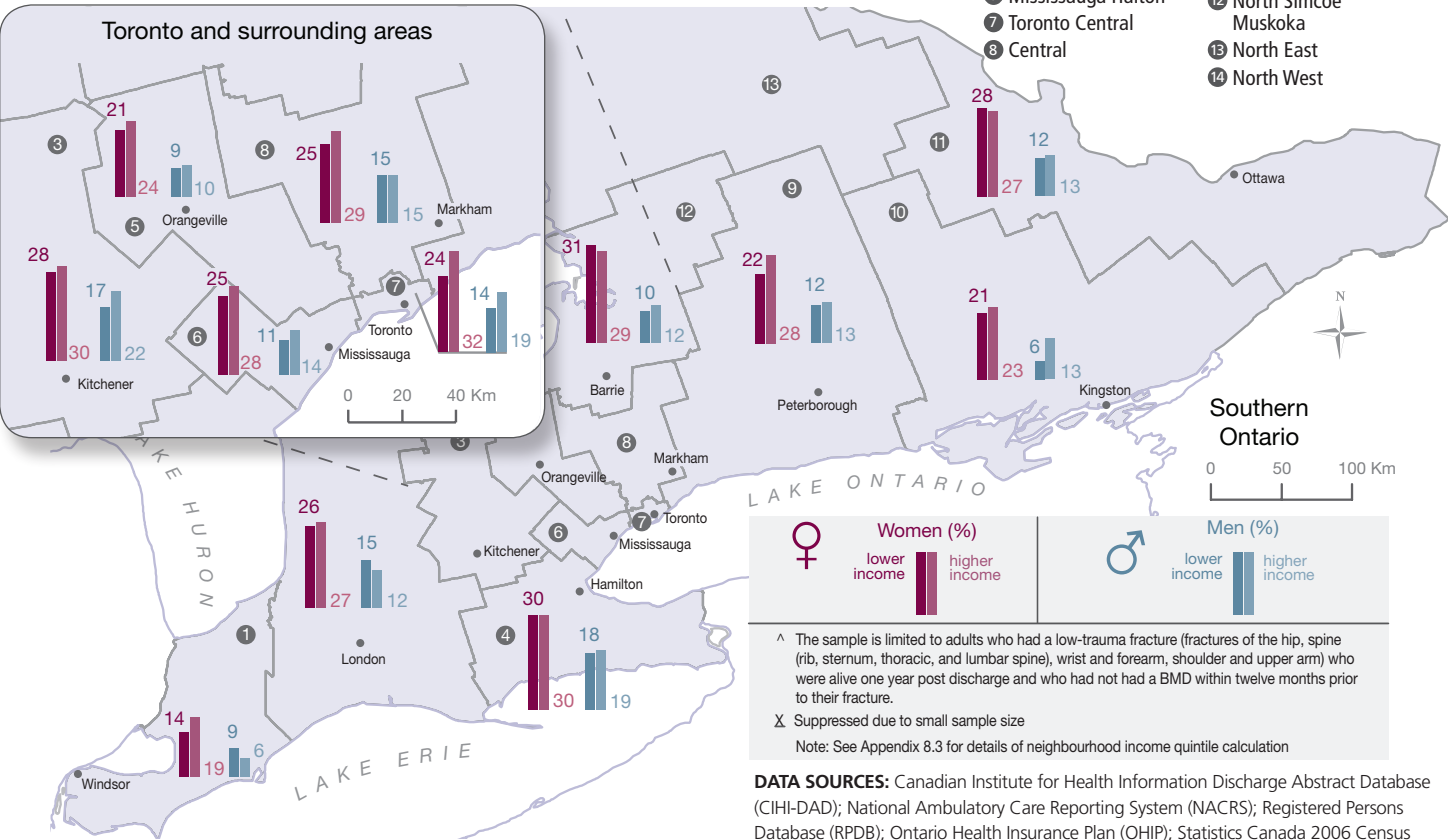 Toronto and surrounding areas
7 Toronto Central
8 Central
12 North Simcoe
Muskoka
13 North East
14 North West
3
21
24
9
10
5
Orangeville
8
25
29
15
15
Markham
28
30
17
22
Kitchener
6
25
28
11
14
7
Toronto
Mississauga
24
32
14
19
0 20 40 Km
13
11
28
27
12
13
Ottawa
12
9
10
31
29
10
12
Barrie
22
28
12
13
Peterborough
21
23
6
13
Kingston
N
Southern
Ontario
0 50 100 Km
3
8
Orangeville
Markham
LAKE ONTARIO
7 Toronto
6
Mississauga
Kitchener
Hamilton
AKE HURON
26
27
15
12
London
4
30
30
18
19
1
14
19
9
6
Windsor
LAKE ERIE
Women (%)
lower income
higher income
Men (%)
lower income
higher income
^ The sample is limited to adults who had a low-trauma fracture (fractures of the hip, spine
(rib, sternum, thoracic, and lumbar spine), wrist and forearm, shoulder and upper arm) who
were alive one year post discharge and who had not had a BMD within twelve months prior
to their fracture.
X Suppressed due to small sample size
Note: See Appendix 8.3 for details of neighbourhood income quintile calculation
DATA SOURCES: Canadian Institute for Health Information Discharge Abstract Database
(CIHI-DAD); National Ambulatory Care Reporting System (NACRS); Registered Persons
Database (RPDB); Ontario Health Insurance Plan (OHIP); Statistics Canada 2006 Census